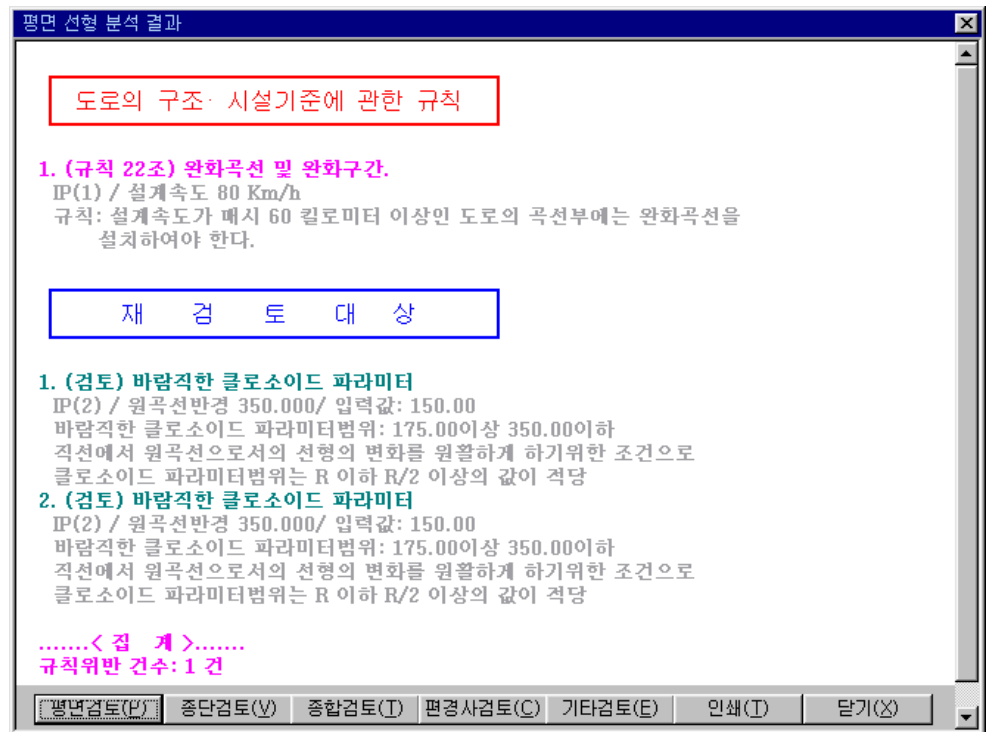 평면 선형 분석 결과
도로의 구조· 시설기준에 관한 규칙
1. (규칙 22조) 완화곡선 및 완화구간.
IP(1) / 설계속도 80 Km/h
규칙: 설계속도가 매시 60 킬로미터 이상인 도로의 곡선부에는 완화곡선을
설치하여야 한다.
재 검 토 대 상
1. (검토) 바람직한 클로소이드 파라미터
IP(2) / 원곡선반경 350.000/ 입력값: 150.00
바람직한 클로소이드 파라미터범위: 175.00이상 350.00이하
직선에서 원곡선으로서의 선형의 변화를 원활하게 하기위한 조건으로
클로소이드 파라미터범위는 R 이하 R/2 이상의 값이 적당
2. (검토) 바람직한 클로소이드 파라미터
IP(2) / 원곡선반경 350.000/ 입력값: 150.00
바람직한 클로소이드 파라미터범위: 175.00이상 350.00이하
직선에서 원곡선으로서의 선형의 변화를 원활하게 하기위한 조건으로
클로소이드 파라미터범위는 R 이하 R/2 이상의 값이 적당
.......< 집 계 >.......
규칙위반 건수: 1 건
평면검토(P) 종단검토(V) 종합검토(T) 편경사검토(C) 기타검토(E) 인쇄(I) 닫기(X)